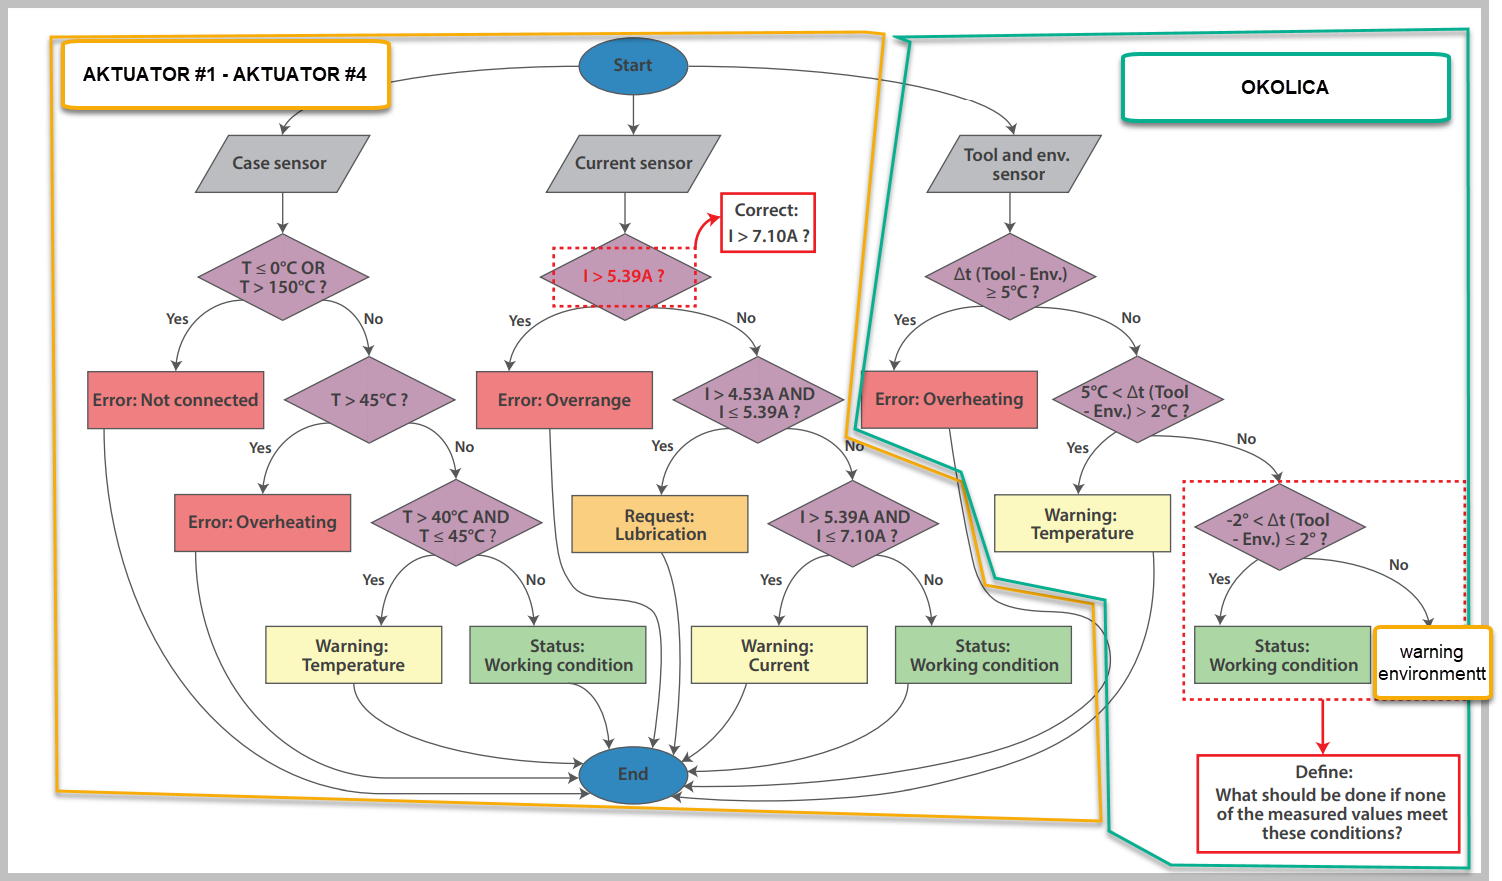 AKTUATOR #1 - AKTUATOR #4
Start
OKOLICA
Case sensor
Current sensor
Tool and env.
sensor
Correct:
I > 7.10A ?
T ≤ 0°C OR
T > 150°C ?
I > 5.39A ?
Δt (Tool - Env.)
≥ 5°C ?
Yes
No
Yes
No
Yes
No
Error: Not connected
T > 45°C ?
Error: Overrange
I > 4.53A AND
I ≤ 5.39A ?
Error: Overheating
5°C < Δt (Tool
- Env.) > 2°C ?
Yes
No
Yes
No
Yes
No
Error: Overheating
T > 40°C AND
T ≤ 45°C ?
Request:
Lubrication
I > 5.39A AND
I ≤ 7.10A ?
Warning:
Temperature
-2° < Δt (Tool
- Env.) ≤ 2° ?
Yes
No
Yes
No
Yes
No
Warning:
Temperature
Status:
Working condition
Warning:
Current
Status:
Working condition
Status:
Working condition
warning
environmentt
End
Define:
What should be done if none
of the measured values meet
these conditions?